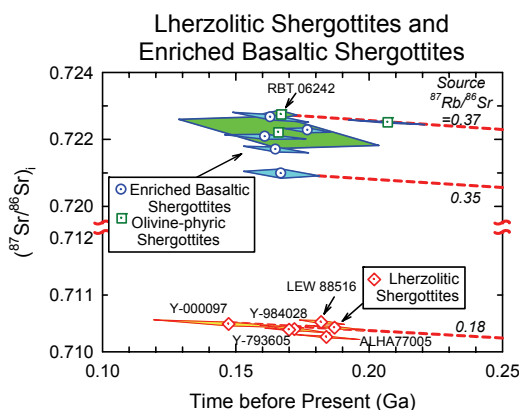 Lherzolitic Shergottites and
Enriched Basaltic Shergottites
0.724
0.722
0.720
0.712
0.711
0.710
(⁸⁷Sr/⁸⁶Sr)i
RBT 06242
Source
⁸⁷Rb/⁸⁶Sr
=0.37
Enriched Basaltic
Shergottites
Olivine-phyric
Shergottites
0.35
LEW 88516
Lherzolitic
Shergottites
Y-000097
Y-984028
0.18
Y-793605
ALHA77005
0.10
0.15
0.20
0.25
Time before Present (Ga)